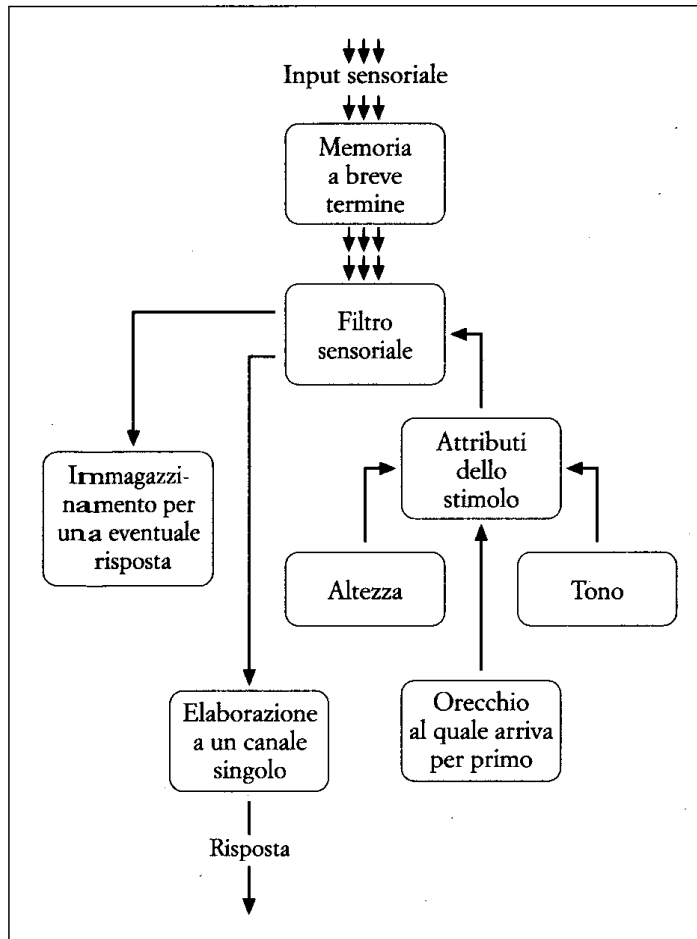 Input sensoriale
Memoria
a breve
termine
Filtro
sensoriale
Attributi
dello
stimolo
Immagazzi-
namento per
una eventuale
risposta
Altezza
Tono
Elaborazione
a un canale
singolo
Orecchio
al quale arriva
per primo
Risposta